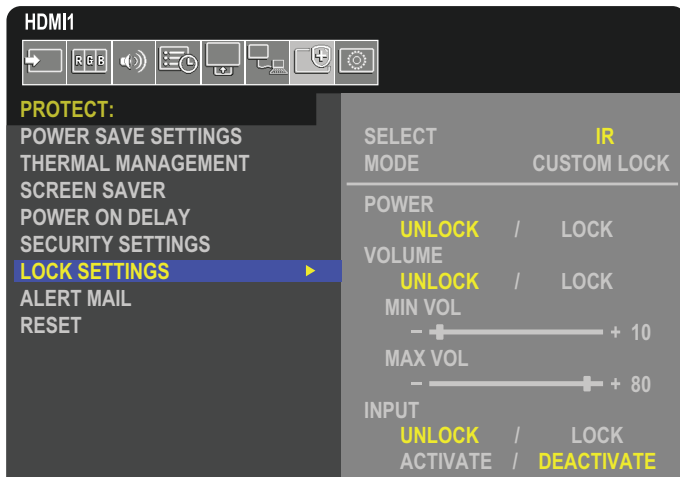 HDMI1
RGB
PROTECT:
POWER SAVE SETTINGS
THERMAL MANAGEMENT
SCREEN SAVER
POWER ON DELAY
SECURITY SETTINGS
LOCK SETTINGS
ALERT MAIL
RESET
SELECT IR
MODE CUSTOM LOCK
POWER
UNLOCK / LOCK
VOLUME
UNLOCK / LOCK
MIN VOL
− + 10
MAX VOL
− + 80
INPUT
UNLOCK / LOCK
ACTIVATE / DEACTIVATE